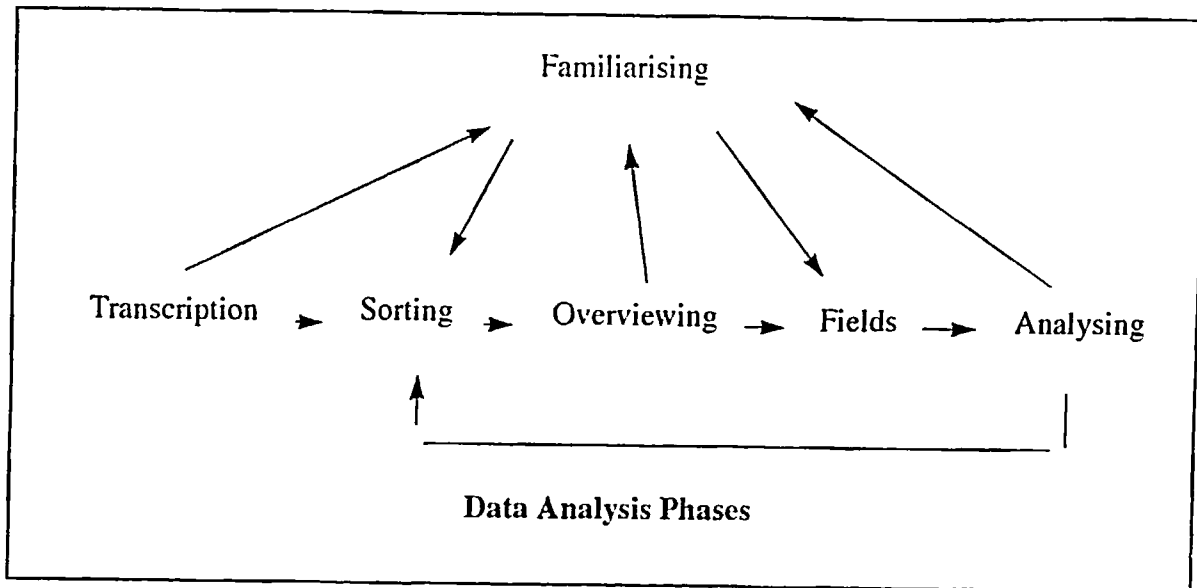 Familiarising
Transcription Sorting Overviewing Fields Analysing
Data Analysis Phases